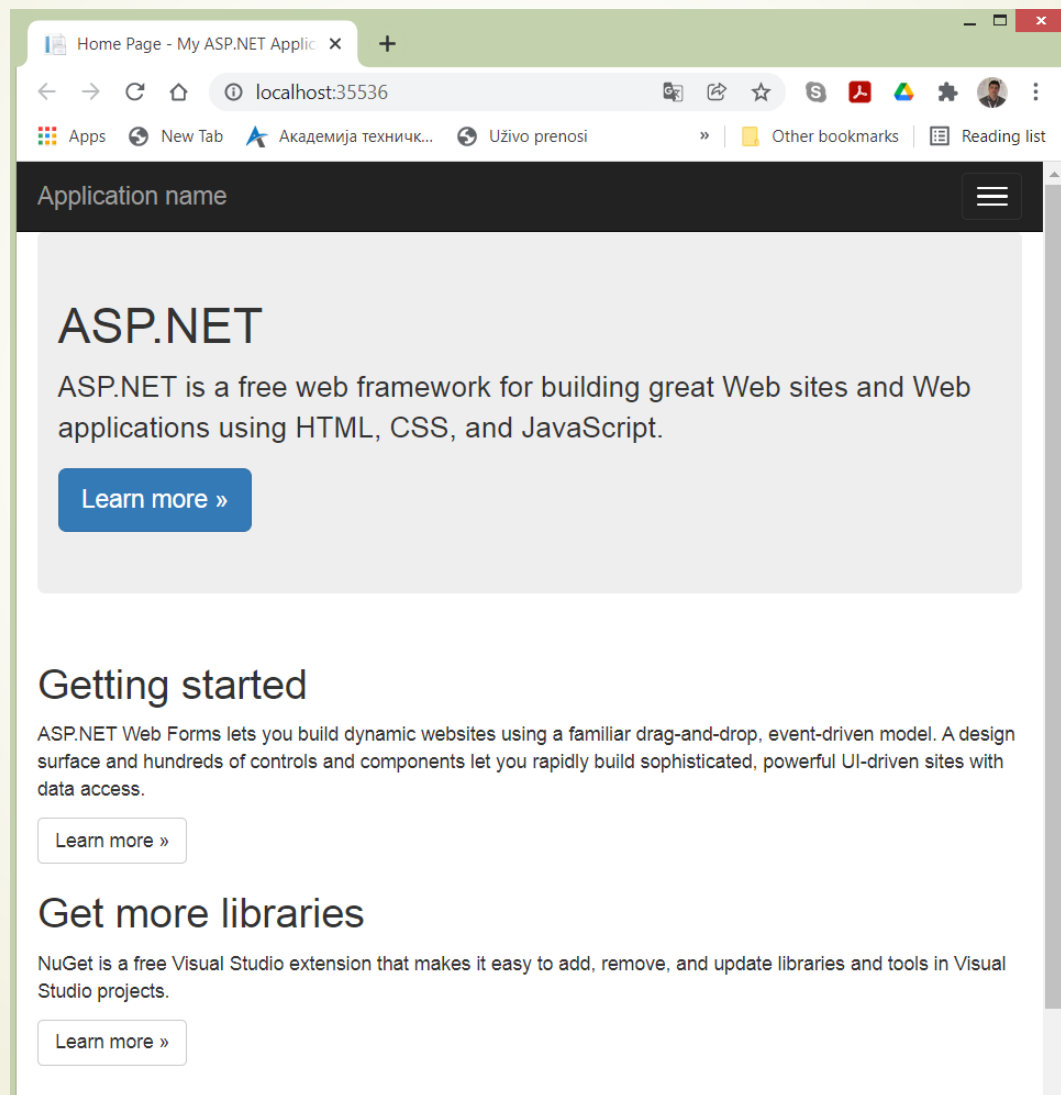 Home Page - My ASP.NET Applic
localhost:35536
Apps New Tab Академија техничк... Uživo prenosi » Other bookmarks Reading list
Application name
ASP.NET
ASP.NET is a free web framework for building great Web sites and Web
applications using HTML, CSS, and JavaScript.
Learn more »
Getting started
ASP.NET Web Forms lets you build dynamic websites using a familiar drag-and-drop, event-driven model. A design
surface and hundreds of controls and components let you rapidly build sophisticated, powerful UI-driven sites with
data access.
Learn more »
Get more libraries
NuGet is a free Visual Studio extension that makes it easy to add, remove, and update libraries and tools in Visual
Studio projects.
Learn more »